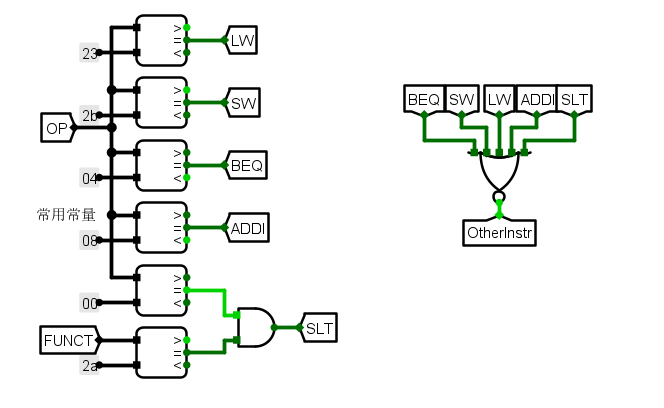 >
=
<
23
LW
>
=
<
2b
SW
OP
>
=
<
04
BEQ
常用常量
>
=
<
08
ADDI
>
=
<
00
FUNCT
>
=
<
2a
SLT
BEQ SW LW ADDI SLT
OtherInstr